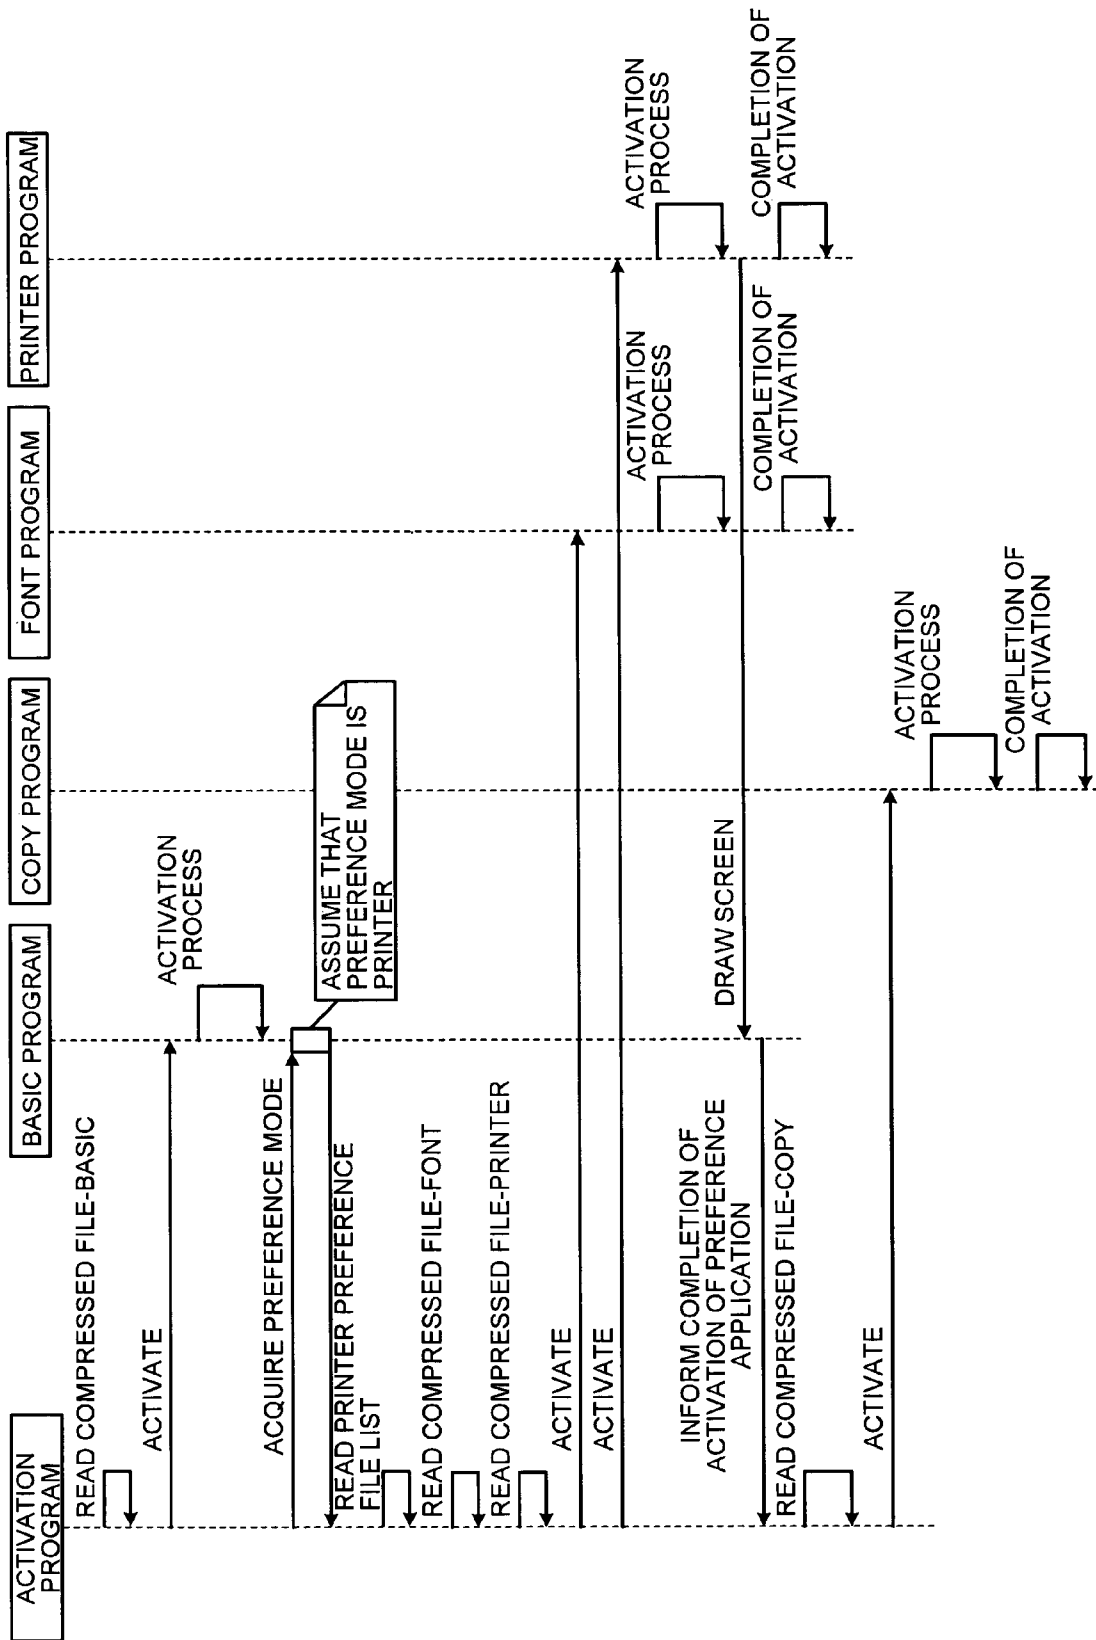 ACTIVATION
PROGRAM
BASIC PROGRAM
COPY PROGRAM
FONT PROGRAM
PRINTER PROGRAM
READ COMPRESSED FILE-BASIC
ACTIVATE
ACTIVATION
PROCESS
ACQUIRE PREFERENCE MODE
ASSUME THAT
PREFERENCE MODE IS
PRINTER
READ PRINTER PREFERENCE
FILE LIST
READ COMPRESSED FILE-FONT
READ COMPRESSED FILE-PRINTER
ACTIVATE
ACTIVATE
ACTIVATION
PROCESS
ACTIVATION
PROCESS
DRAW SCREEN
COMPLETION OF
ACTIVATION
COMPLETION OF
ACTIVATION
INFORM COMPLETION OF
ACTIVATION OF PREFERENCE
APPLICATION
READ COMPRESSED FILE-COPY
ACTIVATE
ACTIVATION
PROCESS
COMPLETION OF
ACTIVATION